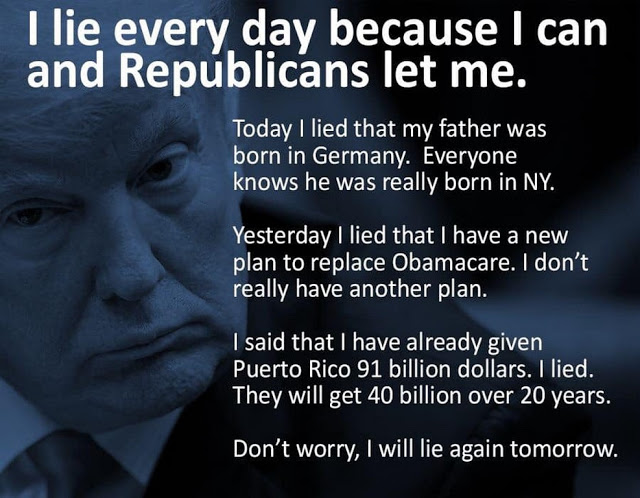 I lie every day because I can
and Republicans let me.
Today I lied that my father was
born in Germany.  Everyone
knows he was really born in NY.
Yesterday I lied that I have a new
plan to replace Obamacare. I don't
really have another plan.
I said that I have already given
Puerto Rico 91 billion dollars. I lied.
They will get 40 billion over 20 years.
Don't worry, I will lie again tomorrow.